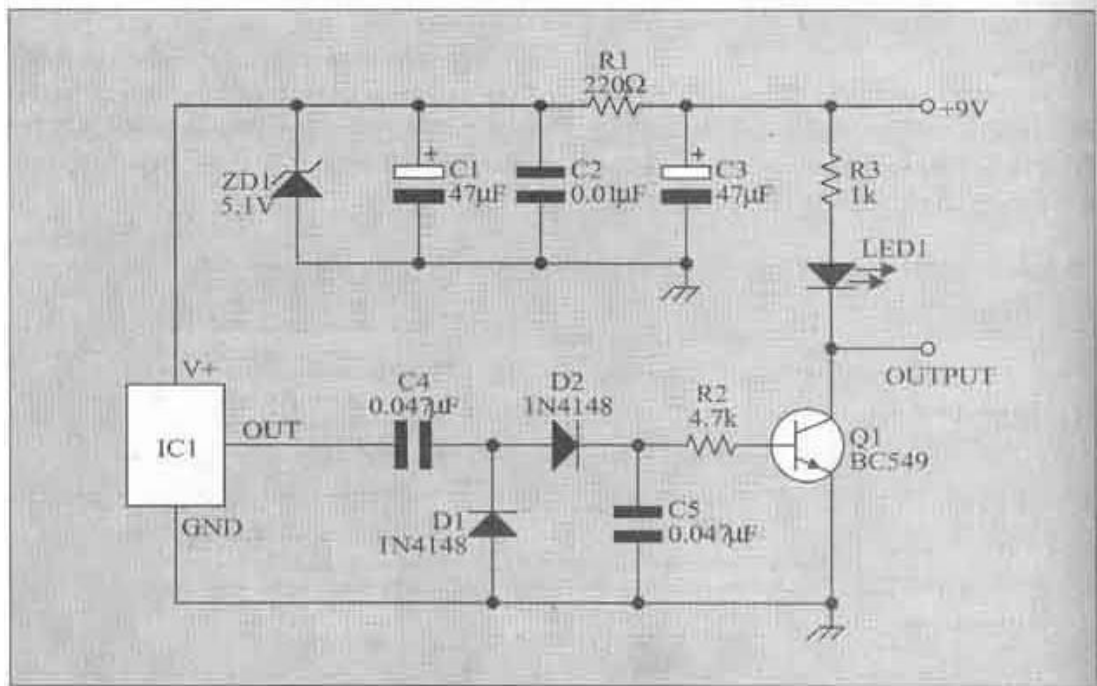 R1
220Ω
+9V
ZD1
5.1V
+
C1
47µF
C2
0.01µF
+
C3
47µF
R3
1k
LED1
V+
IC1
OUT
GND
C4
0.047µF
D2
1N4148
R2
4.7k
OUTPUT
Q1
BC549
D1
1N4148
C5
0.047µF